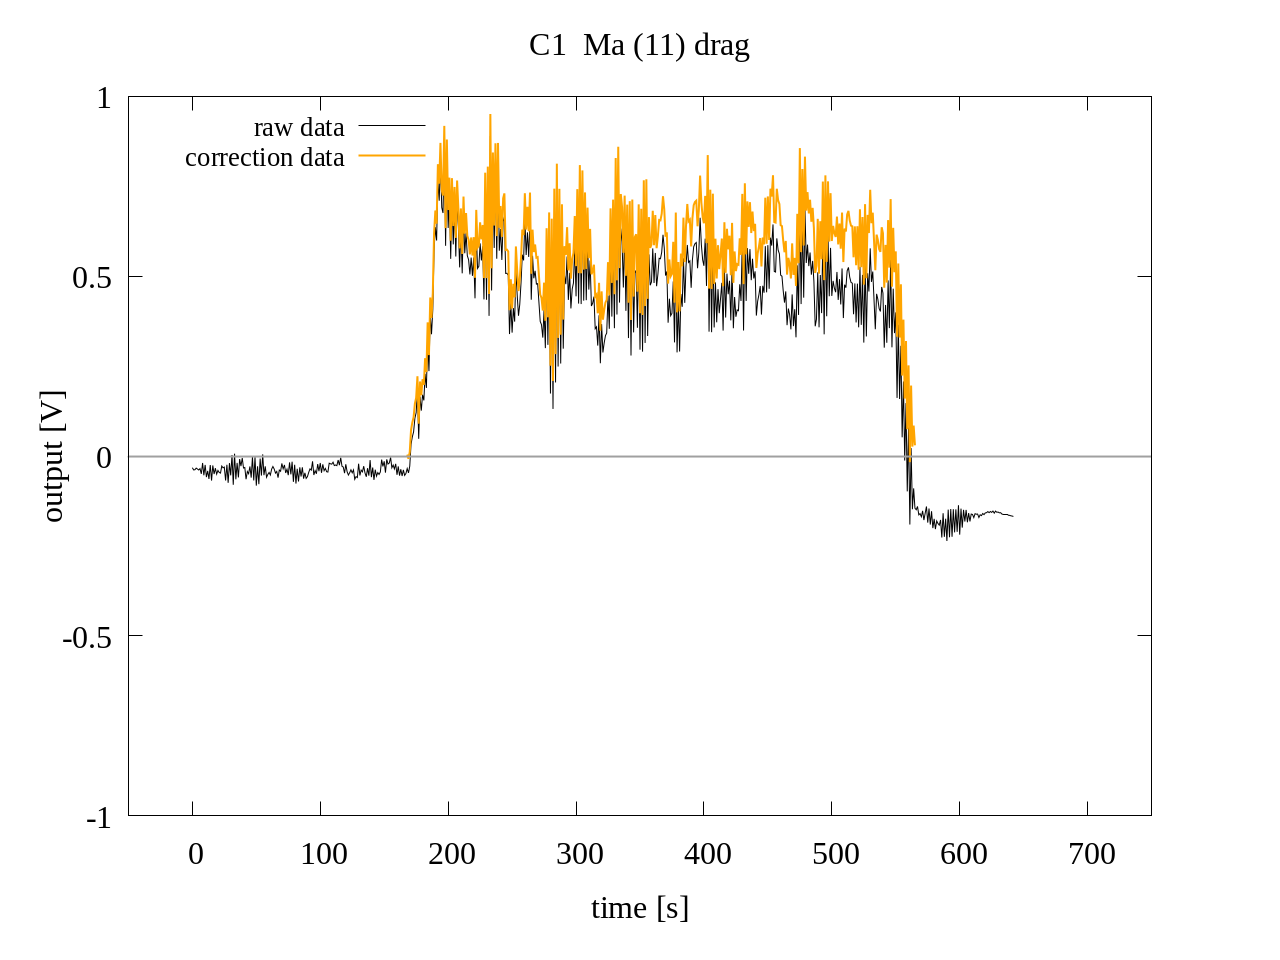 C1  Ma (11) drag
raw data
correction data
1
0.5
0
-0.5
-1
output [V]
0 100 200 300 400 500 600 700
time [s]